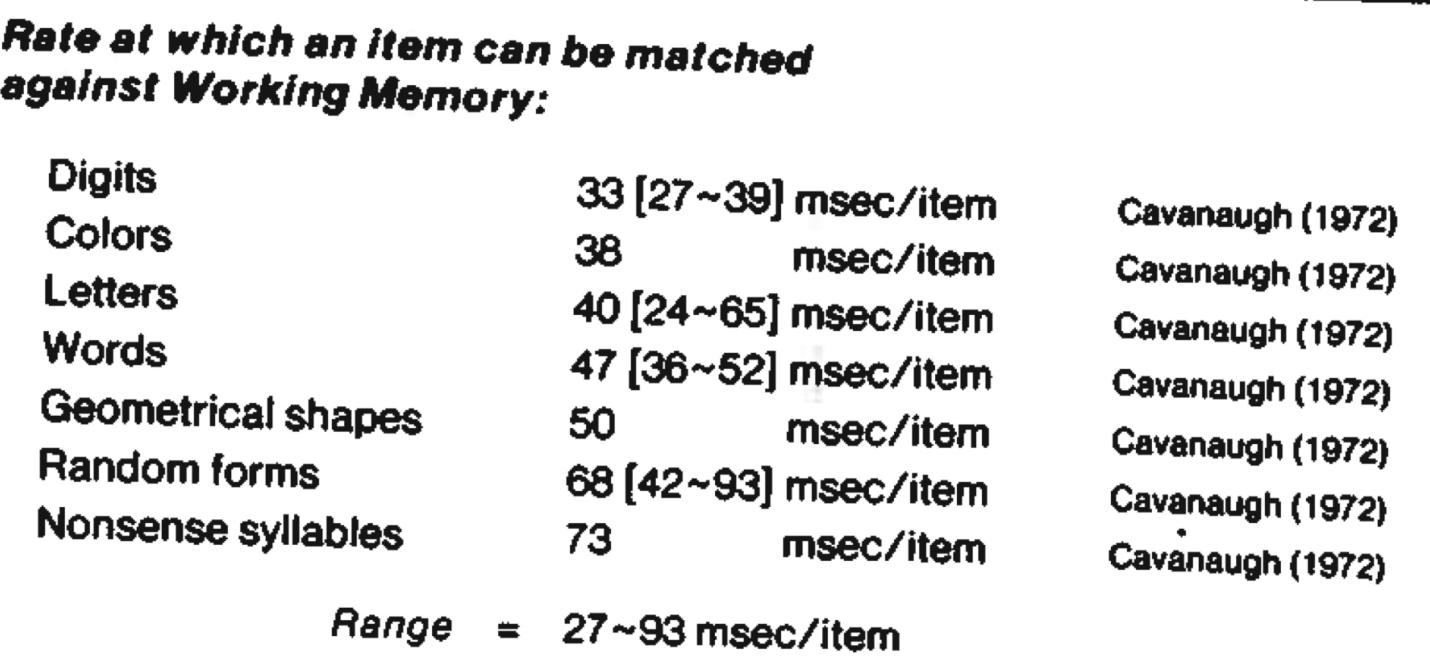 Rate at which an item can be matched
against Working Memory:
Digits 33 [27~39] msec/item Cavanaugh (1972)
Colors 38 msec/item Cavanaugh (1972)
Letters 40 [24~65] msec/item Cavanaugh (1972)
Words 47 [36~52] msec/item Cavanaugh (1972)
Geometrical shapes 50 msec/item Cavanaugh (1972)
Random forms 68 [42~93] msec/item Cavanaugh (1972)
Nonsense syllables 73 msec/item Cavanaugh (1972)
Range = 27~93 msec/item